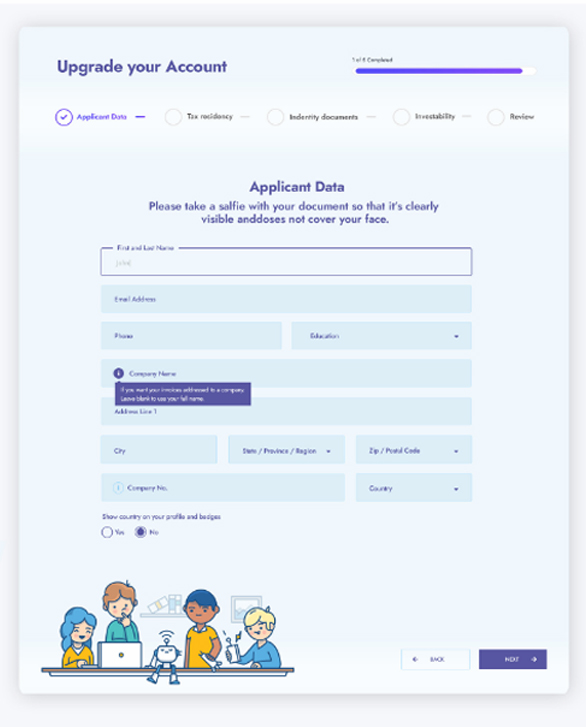 Upgrade your Account
1 of 5 Completed
Applicant Data
Tax recidency
Indentity documents
Investability
Review
Applicant Data
Please take a salfie with your document so that it's clearly
visible anddoses not cover your face.
First and Last Name
Email Address
Phone
Education
Company Name
If you want your invoices addressed to a company.
Leave blank to use your full name.
Address Line 1
City
State / Province / Region
Zip / Postal Code
Company No.
Country
Show country on your profile and badges
Yes
No
BACK
NEXT